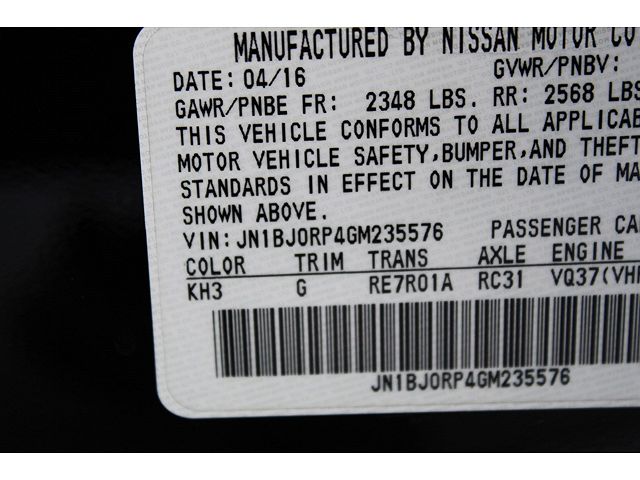 MANUFACTURED BY NISSAN MOTOR CO
DATE: 04/16 GVWR/PNBV:
GAWR/PNBE FR: 2348 LBS. RR: 2568 LBS
THIS VEHICLE CONFORMS TO ALL APPLICAB
MOTOR VEHICLE SAFETY,BUMPER,AND THEFT
STANDARDS IN EFFECT ON THE DATE OF MA
SHOWN ABOVE.
VIN:JN1BJ0RP4GM235576 PASSENGER CA
COLOR TRIM TRANS AXLE ENGINE
KH3 G RE7R01A RC31 VQ37(VH
JN1BJ0RP4GM235576